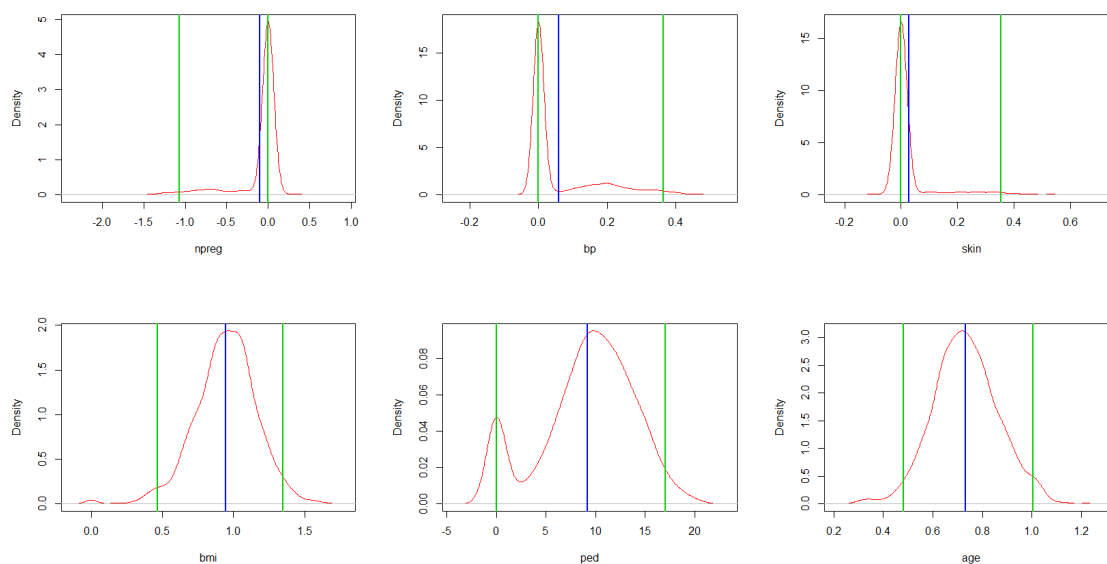 Density
5
4
3
2
1
0
-2.0 -1.5 -1.0 -0.5 0.0 0.5 1.0
npreg
Density
15
10
5
0
-0.2 0.0 0.2 0.4
bp
Density
15
10
5
0
-0.2 0.0 0.2 0.4 0.6
skin
Density
2.0
1.5
1.0
0.5
0.0
0.0 0.5 1.0 1.5
bmi
Density
0.08
0.06
0.04
0.02
0.00
-5 0 5 10 15 20
ped
Density
3.0
2.5
2.0
1.5
1.0
0.5
0.0
0.2 0.4 0.6 0.8 1.0 1.2
age